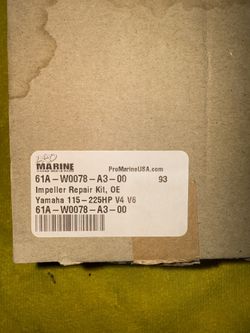 PRO
MARINE
ProMarineUSA.com
61A-W0078-A3-00 93
Impeller Repair Kit, OE
Yamaha 115-225HP V4 V6
61A-W0078-A3-00